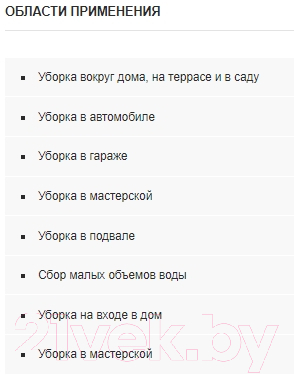 ОБЛАСТИ ПРИМЕНЕНИЯ
Уборка вокруг дома, на террасе и в саду
Уборка в автомобиле
Уборка в гараже
Уборка в мастерской
Уборка в подвале
Сбор малых объемов воды
Уборка на входе в дом
Уборка в мастерской
21vek.by